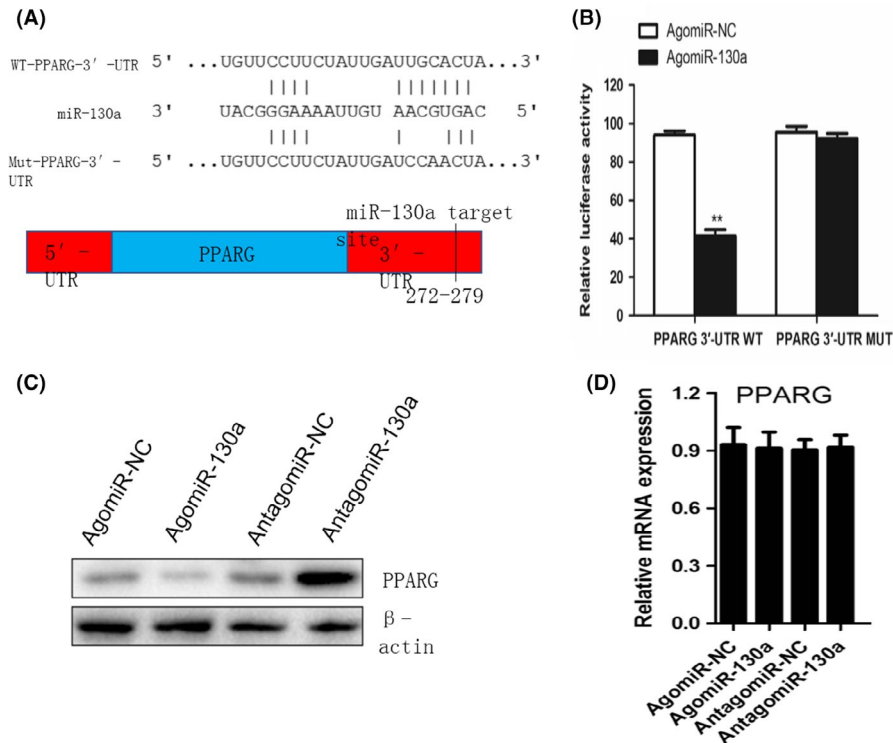 (A)
WT-PPARG-3′ -UTR 5' ...UGUUCCUUCUAUUGAUUGCACUA...3'
miR-130a 3' UACGGGAAAAUUGU AACGUGAC 5'
Mut-PPARG-3′ -UTR 5' ...UGUUCCUUCUAUUGAUCCAACUA...3'
miR-130a target
site
5′ -
UTR
PPARG
3′ -
UTR
272-279
(B)
AgomiR-NC
AgomiR-130a
Relative luciferase activity
120
100
80
60
40
20
0
**
PPARG 3'-UTR WT
PPARG 3'-UTR MUT
(C)
AgomiR-NC
AgomiR-130a
AntagomiR-NC
AntagomiR-130a
PPARG
β-
actin
(D)
PPARG
Relative mRNA expression
1.2
0.9
0.6
0.3
0.0
AgomiR-NC
AgomiR-130a
AntagomiR-NC
AntagomiR-130a